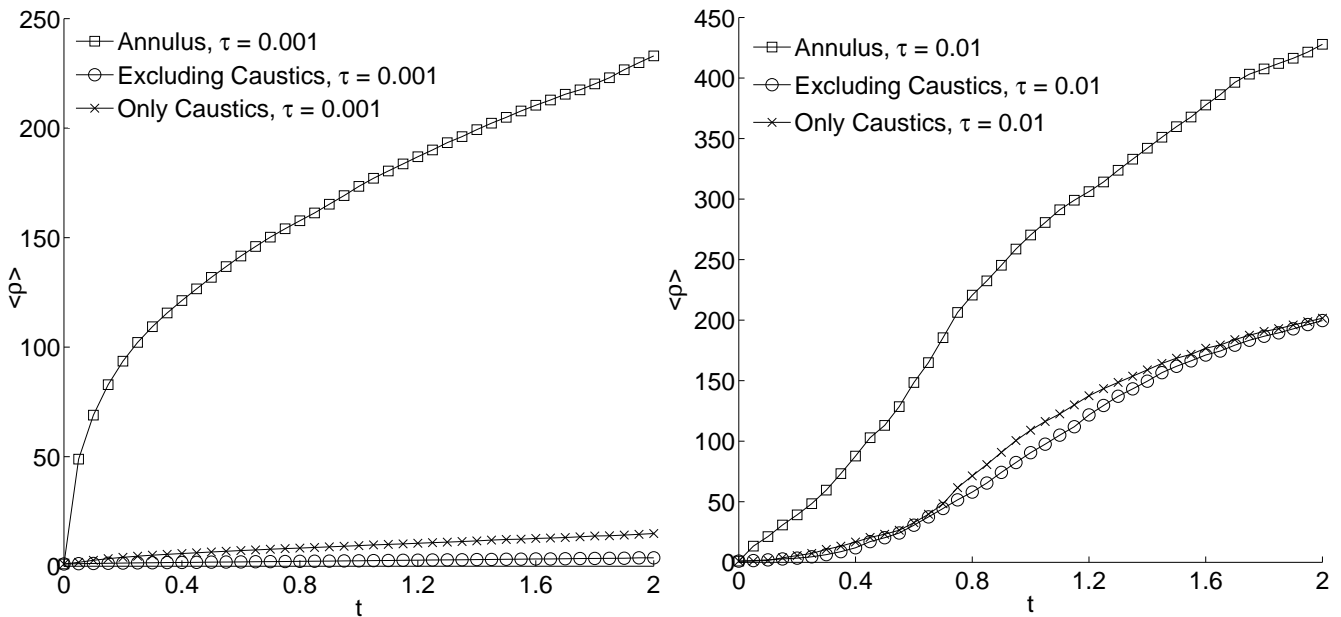 250
200
150
100
50
0
<ρ>
Annulus, τ = 0.001
Excluding Caustics, τ = 0.001
Only Caustics, τ = 0.001
0 0.4 0.8 1.2 1.6 2
t
450
400
350
300
250
200
150
100
50
0
<ρ>
Annulus, τ = 0.01
Excluding Caustics, τ = 0.01
Only Caustics, τ = 0.01
0 0.4 0.8 1.2 1.6 2
t